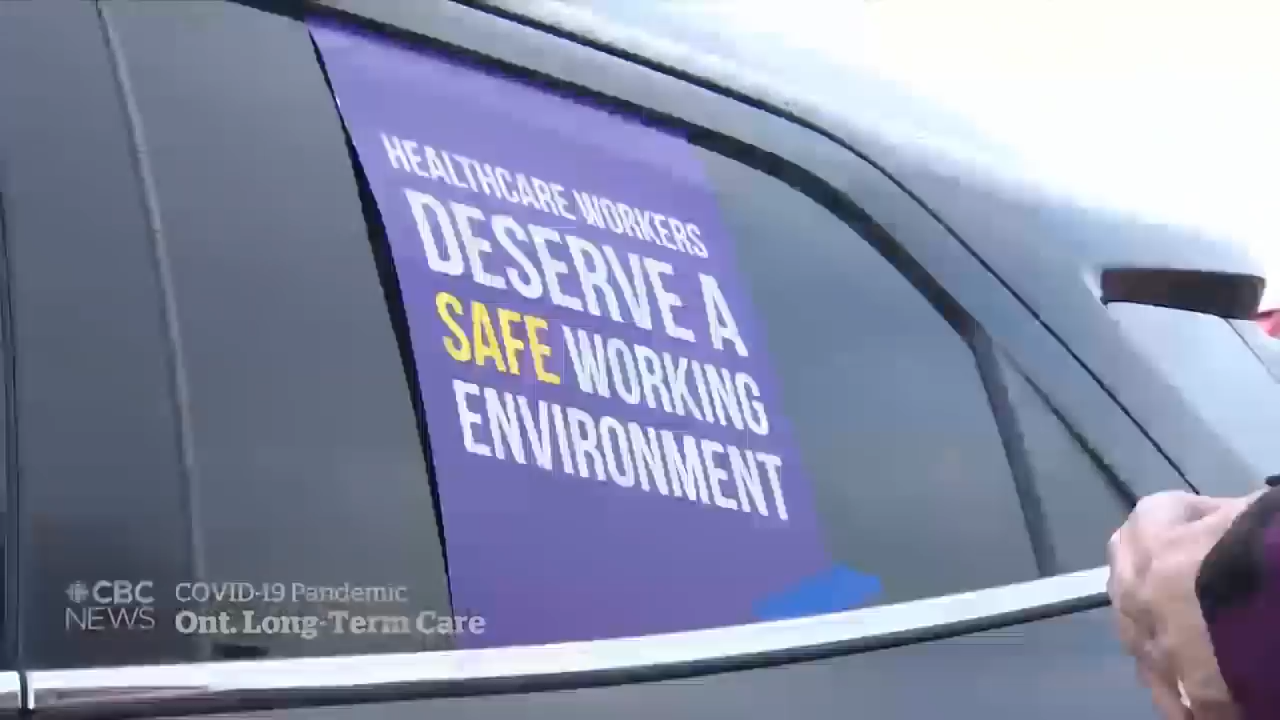 HEALTHCARE WORKERS
DESERVE A
SAFE WORKING
ENVIRONMENT
CBC
NEWS
COVID-19 Pandemic
Ont. Long-Term Care